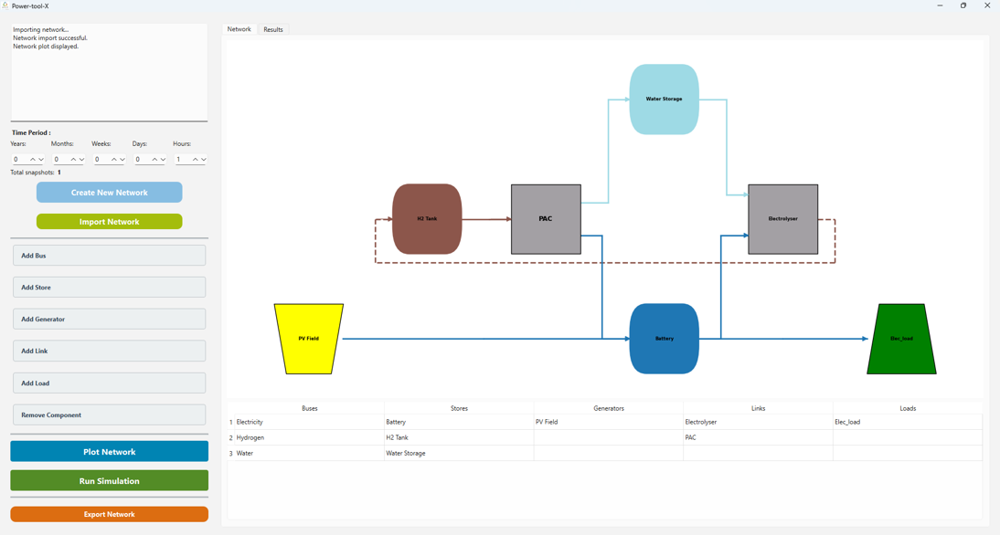 Power-tool-X
Importing network...
Network import successful.
Network plot displayed.
Time Period :
Years: Months: Weeks: Days: Hours:
0 0 0 0 1
Total snapshots: 1
Create New Network
Import Network
Add Bus
Add Store
Add Generator
Add Link
Add Load
Remove Component
Plot Network
Run Simulation
Export Network
Network Results
Water Storage
H2 Tank
PAC
Electrolyser
PV Field
Battery
Elec_load
Buses Stores Generators Links Loads
1 Electricity Battery PV Field Electrolyser Elec_load
2 Hydrogen H2 Tank PAC
3 Water Water Storage